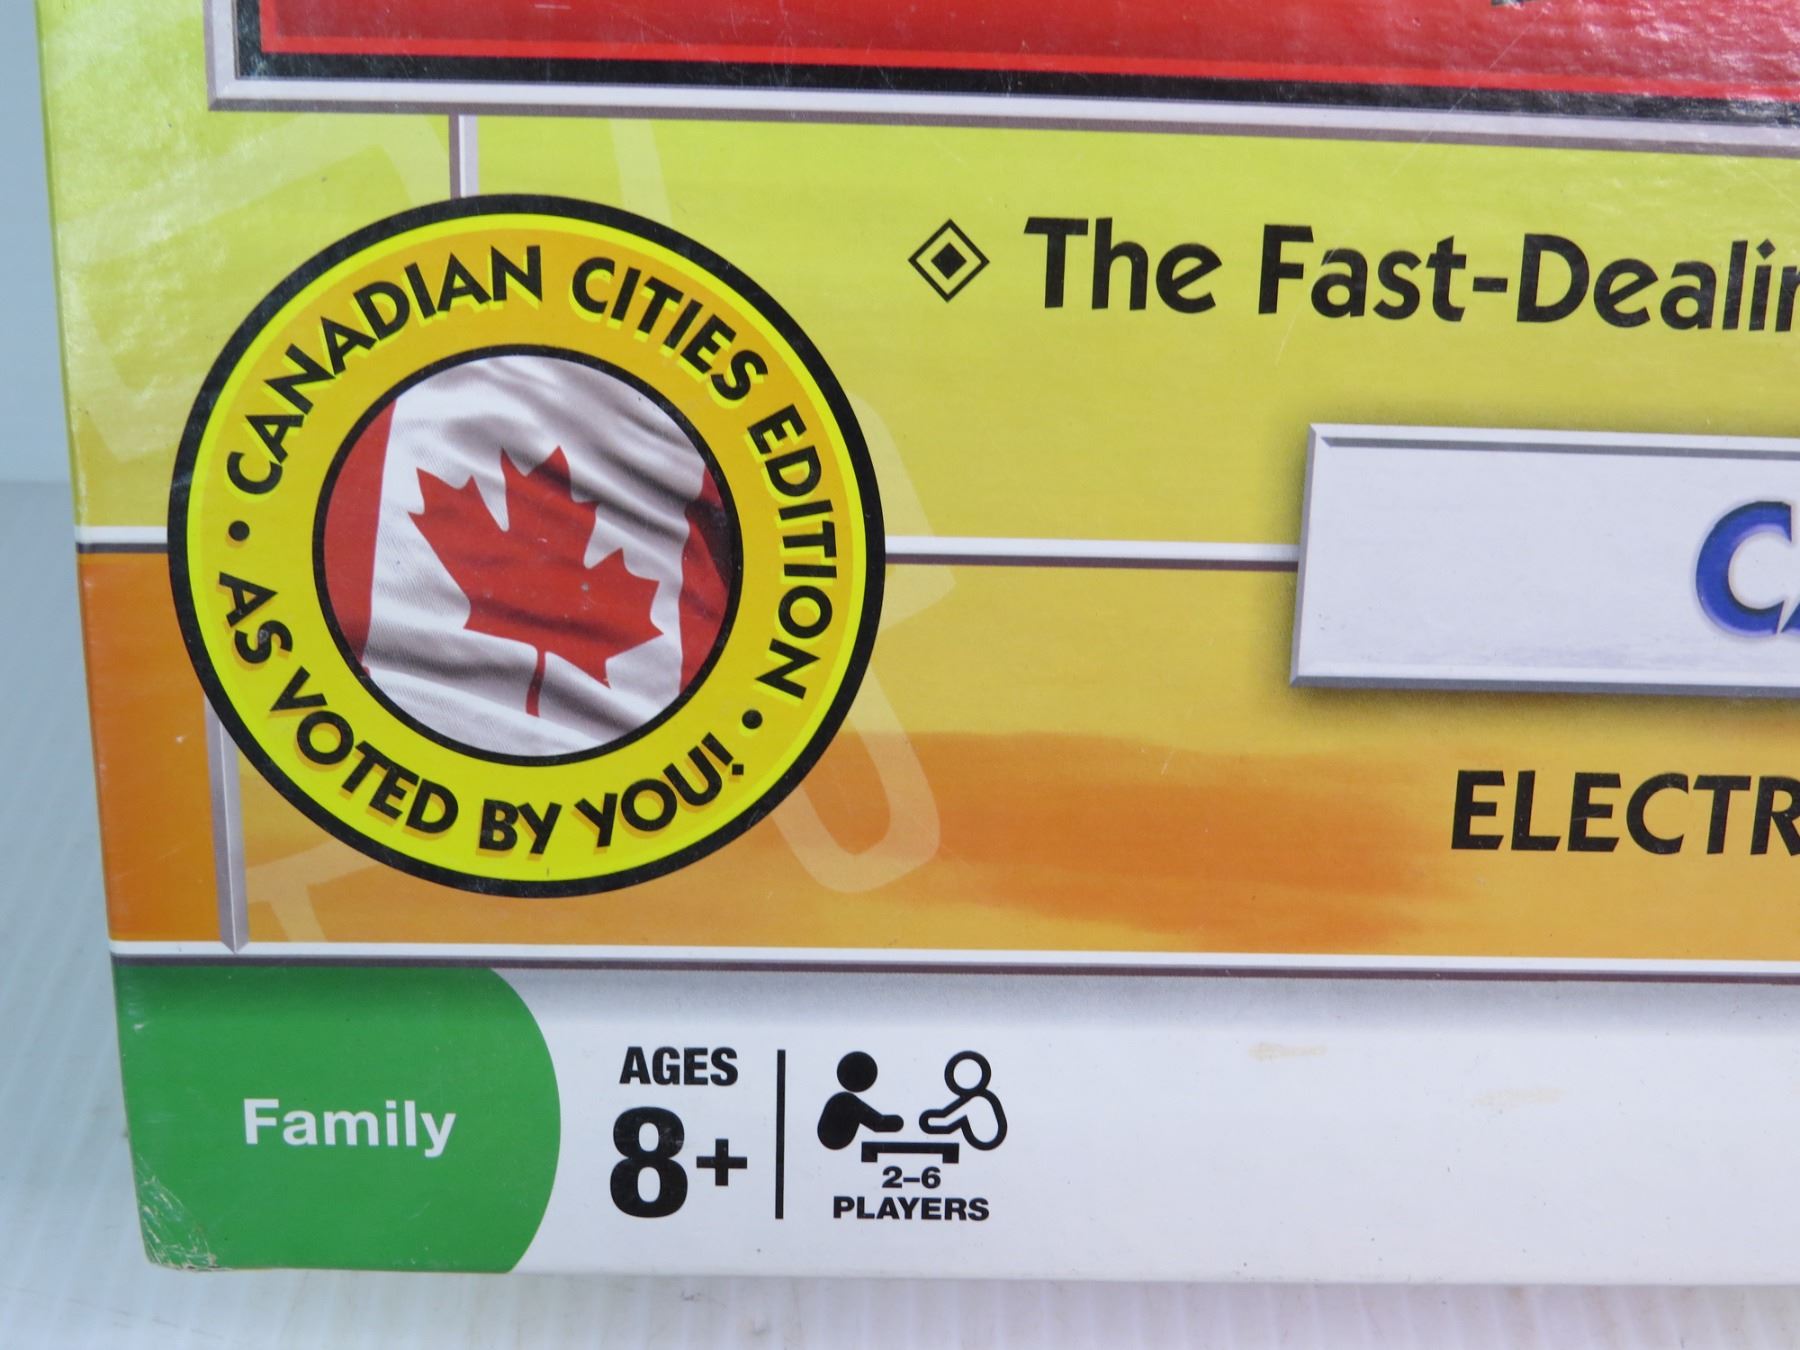 The Fast-Dealin
CANADIAN CITIES EDITION
• AS VOTED BY YOU! •
C
ELECTR
Family
AGES
8+
2–6
PLAYERS